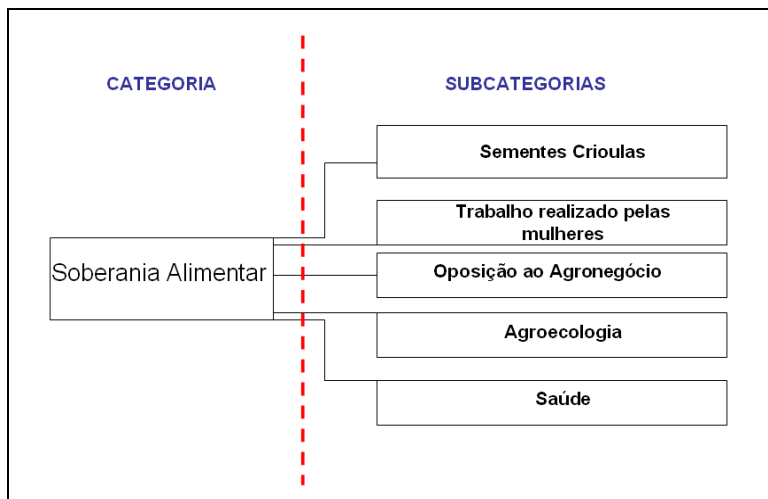 CATEGORIA
SUBCATEGORIAS
Soberania Alimentar
Sementes Crioulas
Trabalho realizado pelas
mulheres
Oposição ao Agronegócio
Agroecologia
Saúde